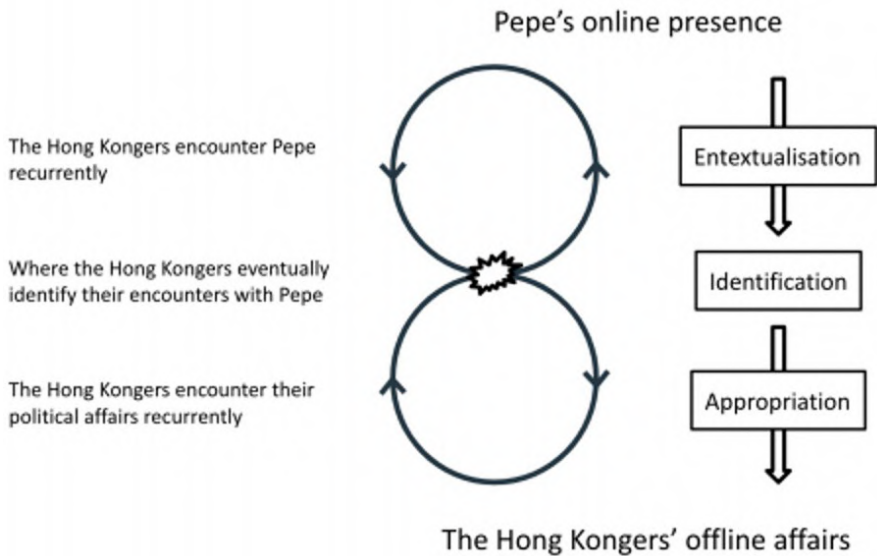 Pepe's online presence
The Hong Kongers encounter Pepe
recurrently
Entextualisation
Where the Hong Kongers eventually
identify their encounters with Pepe
Identification
The Hong Kongers encounter their
political affairs recurrently
Appropriation
The Hong Kongers' offline affairs